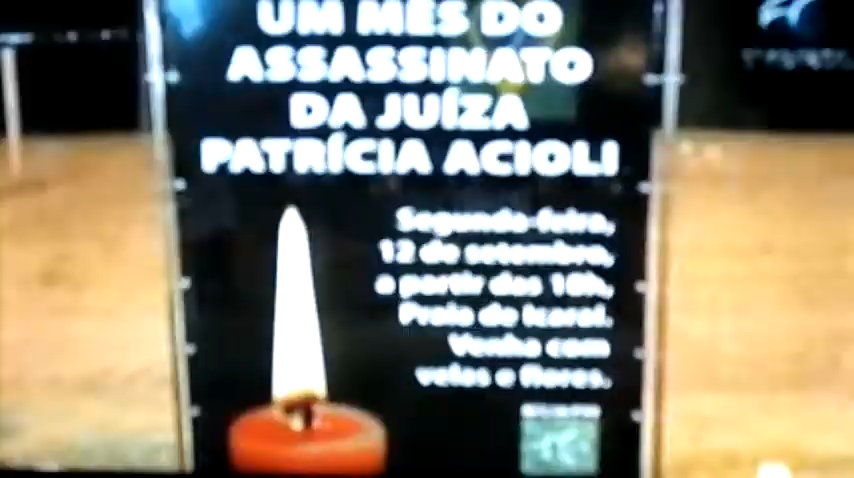 UM MÊS DO
ASSASSINATO
DA JUÍZA
PATRÍCIA ACIOLI
Segunda-feira,
12 de setembro,
a partir das 18h,
Praia de Icaraí.
Venha com
velas e flores.